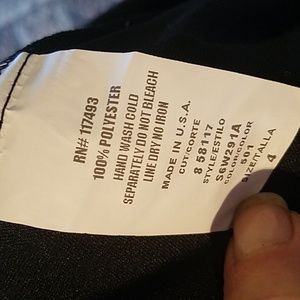 RN# 117493
100% POLYESTER
HAND WASH COLD
SEPARATELY DO NOT BLEACH
LINE DRY NO IRON
MADE IN U.S.A.
CUT/CORTE
8 58117
STYLE/ESTILO
S6W291A
COLOR/COLOR
501
SIZE/TALLA
4